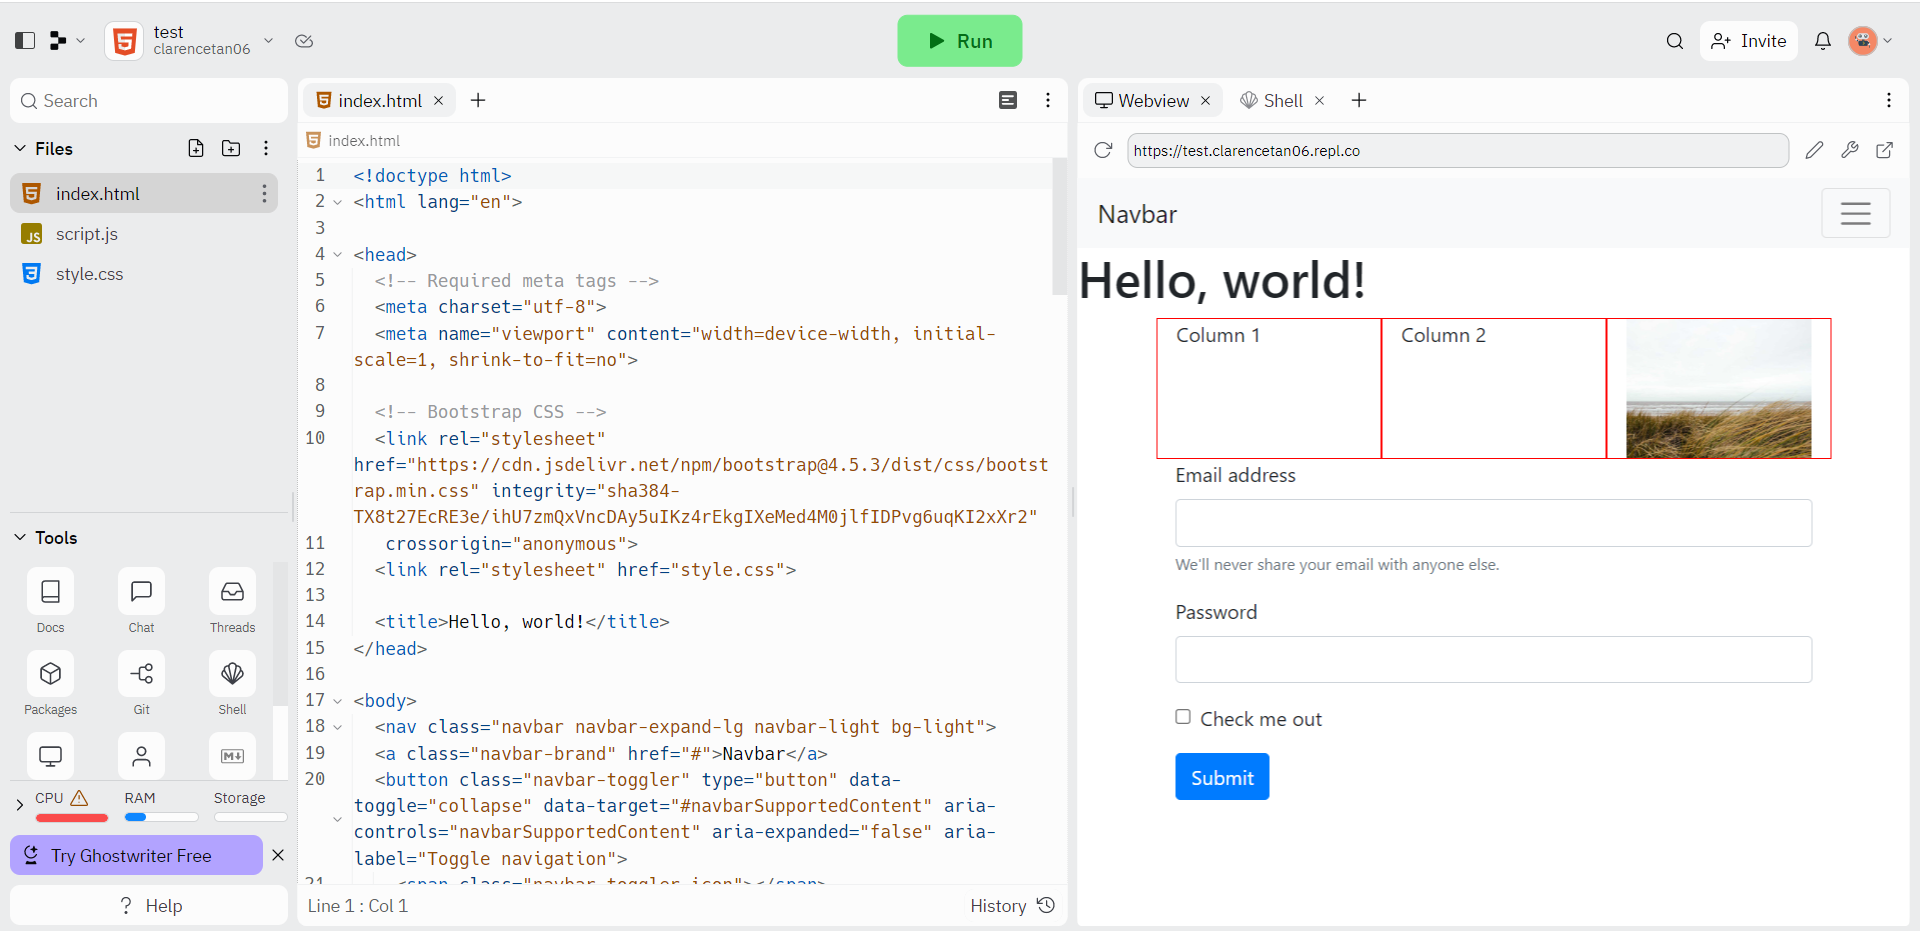 test
clarencetan06
Run
Invite
Search
Files
index.html
script.js
style.css
Tools
Docs
Chat
Threads
Packages
Git
Shell
CPU
RAM
Storage
Try Ghostwriter Free
? Help
index.html
index.html
1 <!doctype html>
2 <html lang="en">
3
4 <head>
5 <!-- Required meta tags -->
6 <meta charset="utf-8">
7 <meta name="viewport" content="width=device-width, initial-
scale=1, shrink-to-fit=no">
8
9 <!-- Bootstrap CSS -->
10 <link rel="stylesheet"
href="https://cdn.jsdelivr.net/npm/bootstrap@4.5.3/dist/css/bootst
rap.min.css" integrity="sha384-
TX8t27EcRE3e/ihU7zmQxVncDAy5uIKz4rEkgIXeMed4M0jlfIDPvg6uqKI2xXr2"
11 crossorigin="anonymous">
12 <link rel="stylesheet" href="style.css">
13
14 <title>Hello, world!</title>
15 </head>
16
17 <body>
18 <nav class="navbar navbar-expand-lg navbar-light bg-light">
19 <a class="navbar-brand" href="#">Navbar</a>
20 <button class="navbar-toggler" type="button" data-
toggle="collapse" data-target="#navbarSupportedContent" aria-
controls="navbarSupportedContent" aria-expanded="false" aria-
label="Toggle navigation">
21 <span class="navbar-toggler-icon"></span>
Line 1 : Col 1
History
Webview
Shell
https://test.clarencetan06.repl.co
Navbar
Hello, world!
Column 1
Column 2
Email address
We'll never share your email with anyone else.
Password
Check me out
Submit